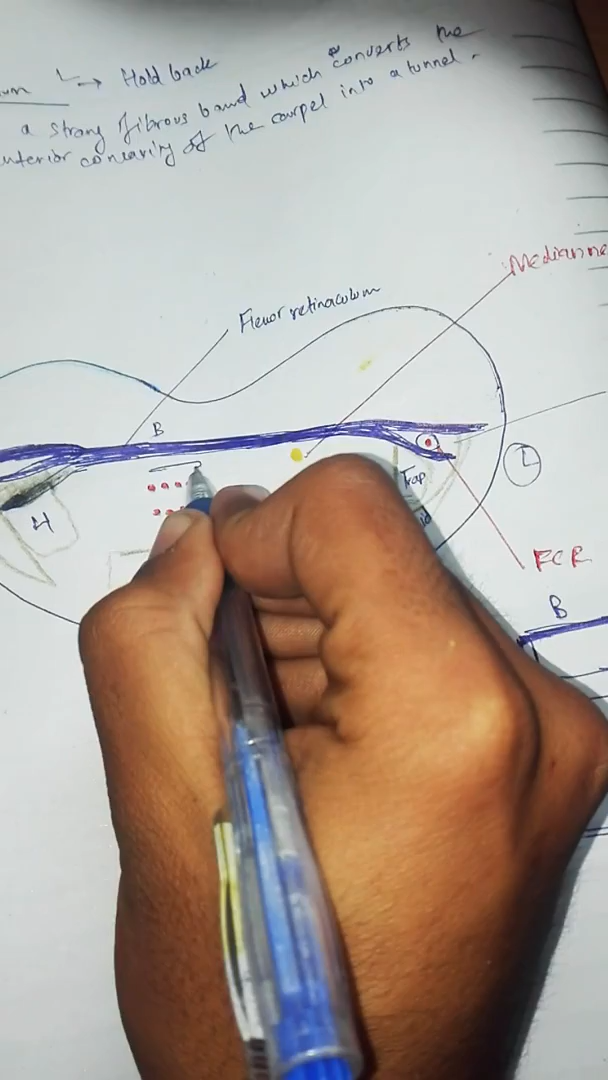 Hold back
a strong fibrous band which converts the
anterior concavity of the carpel into a tunnel.
Median ne
Flexor retinaculum
B
L
Trap
H
FCR
B